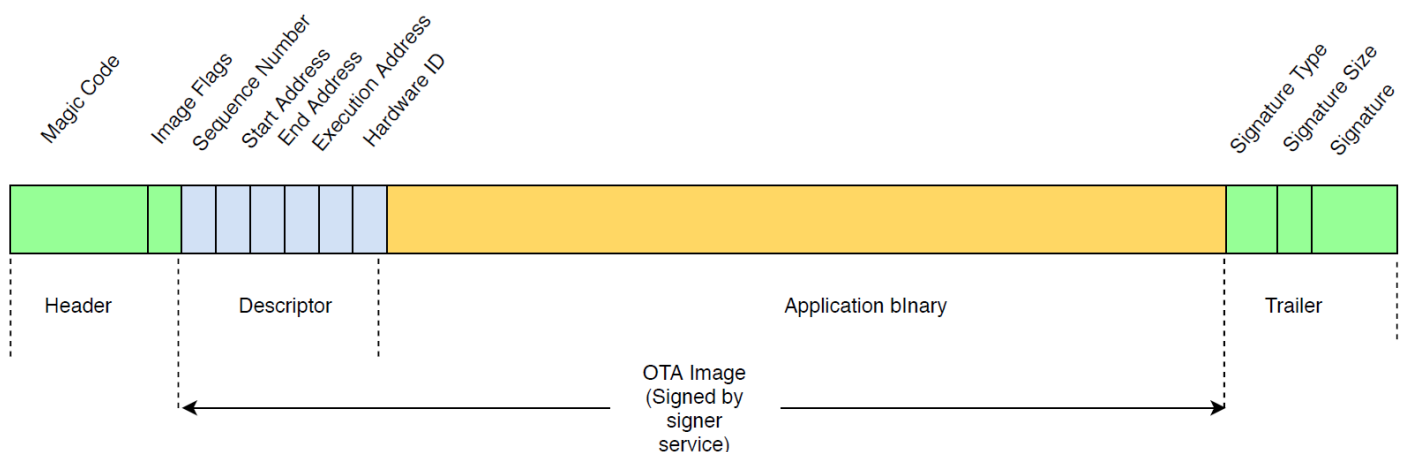 Magic Code
Image Flags
Sequence Number
Start Address
End Address
Execution Address
Hardware ID
Signature Type
Signature Size
Signature
Header
Descriptor
Application bInary
Trailer
OTA Image
(Signed by
signer
service)